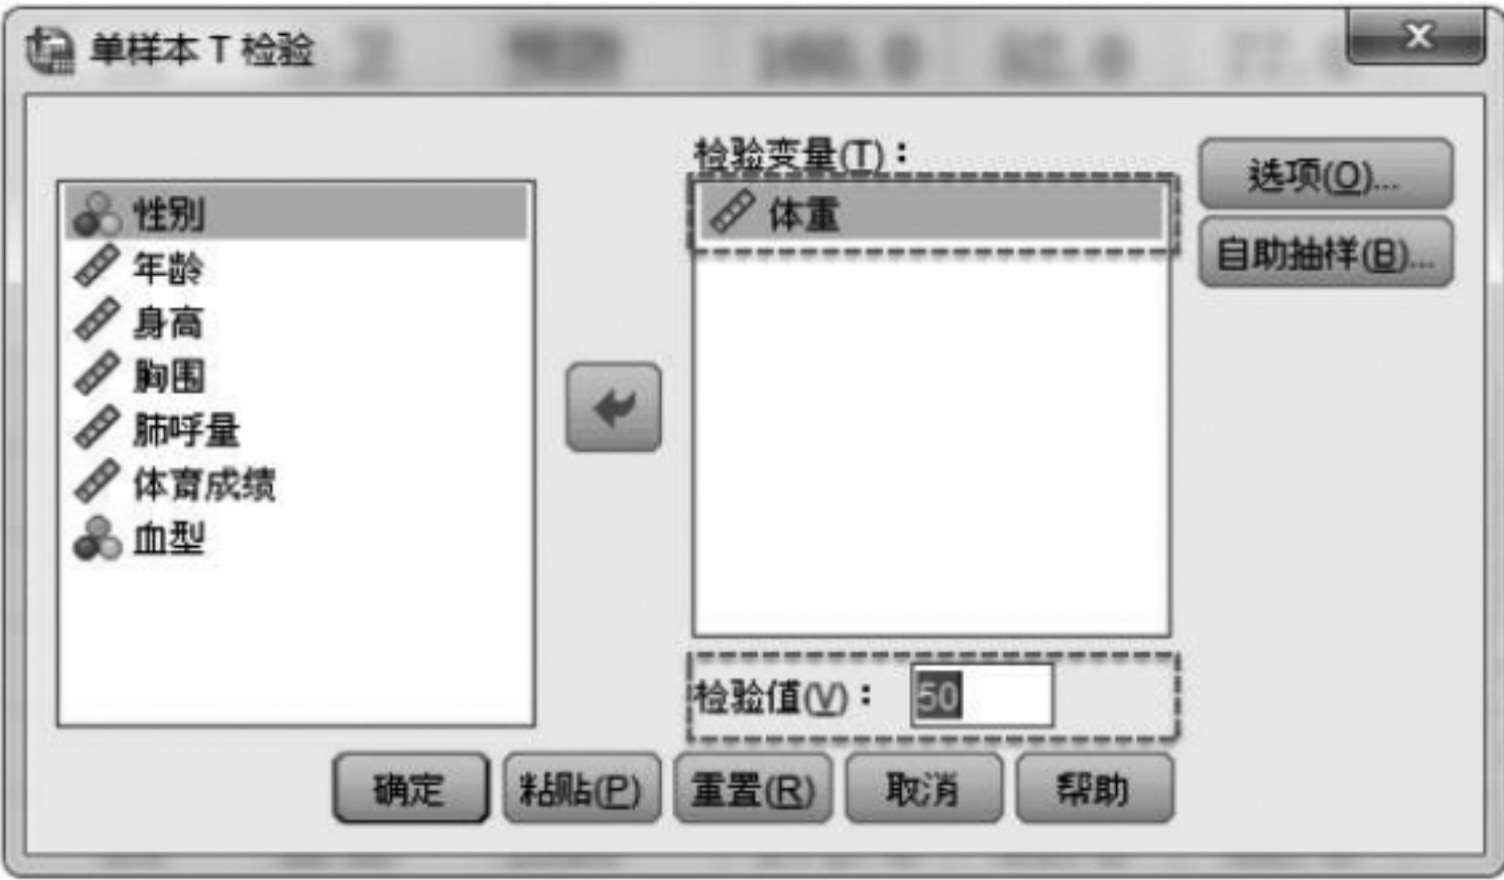 单样本 T 检验
检验变量(T)：
性别
年龄
身高
胸围
肺呼量
体育成绩
血型
体重
选项(O)...
自助抽样(B)...
检验值(V)： 50
确定 粘贴(P) 重置(R) 取消 帮助